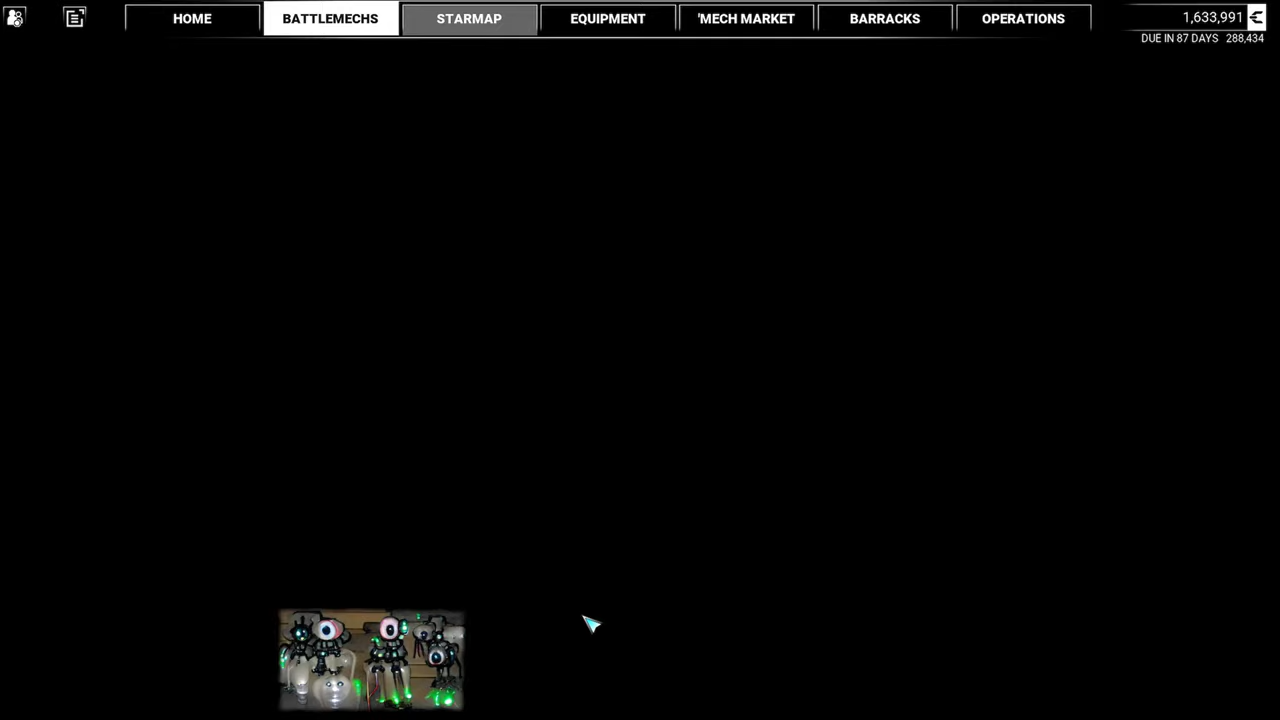 HOME
BATTLEMECHS
STARMAP
EQUIPMENT
'MECH MARKET
BARRACKS
OPERATIONS
1,633,991
DUE IN 87 DAYS 288,434